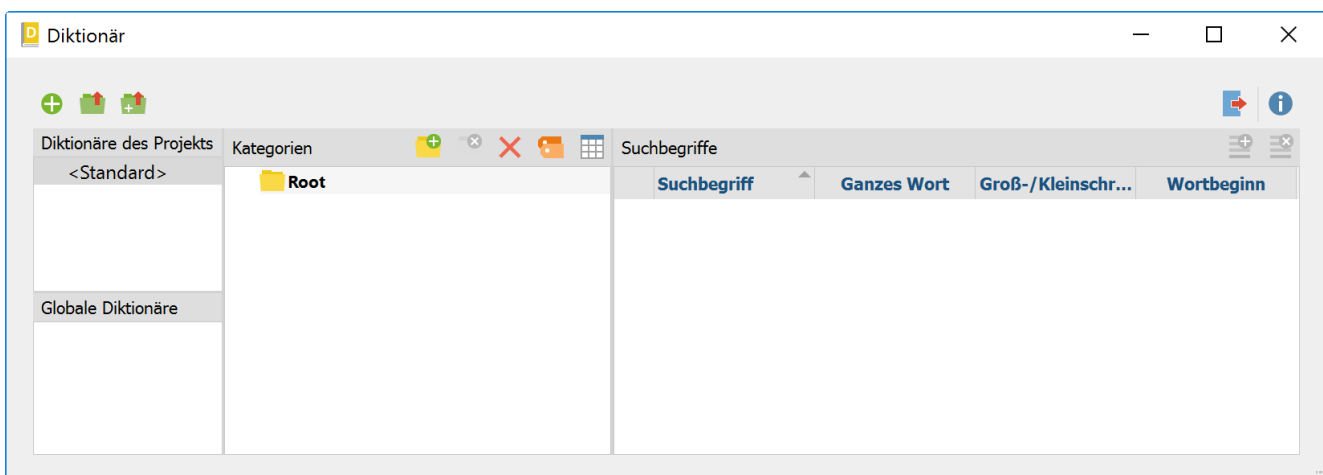 D Diktionär
Diktionäre des Projekts
<Standard>
Globale Diktionäre
Kategorien
Root
Suchbegriffe
Suchbegriff Ganzes Wort Groß-/Kleinschr... Wortbeginn